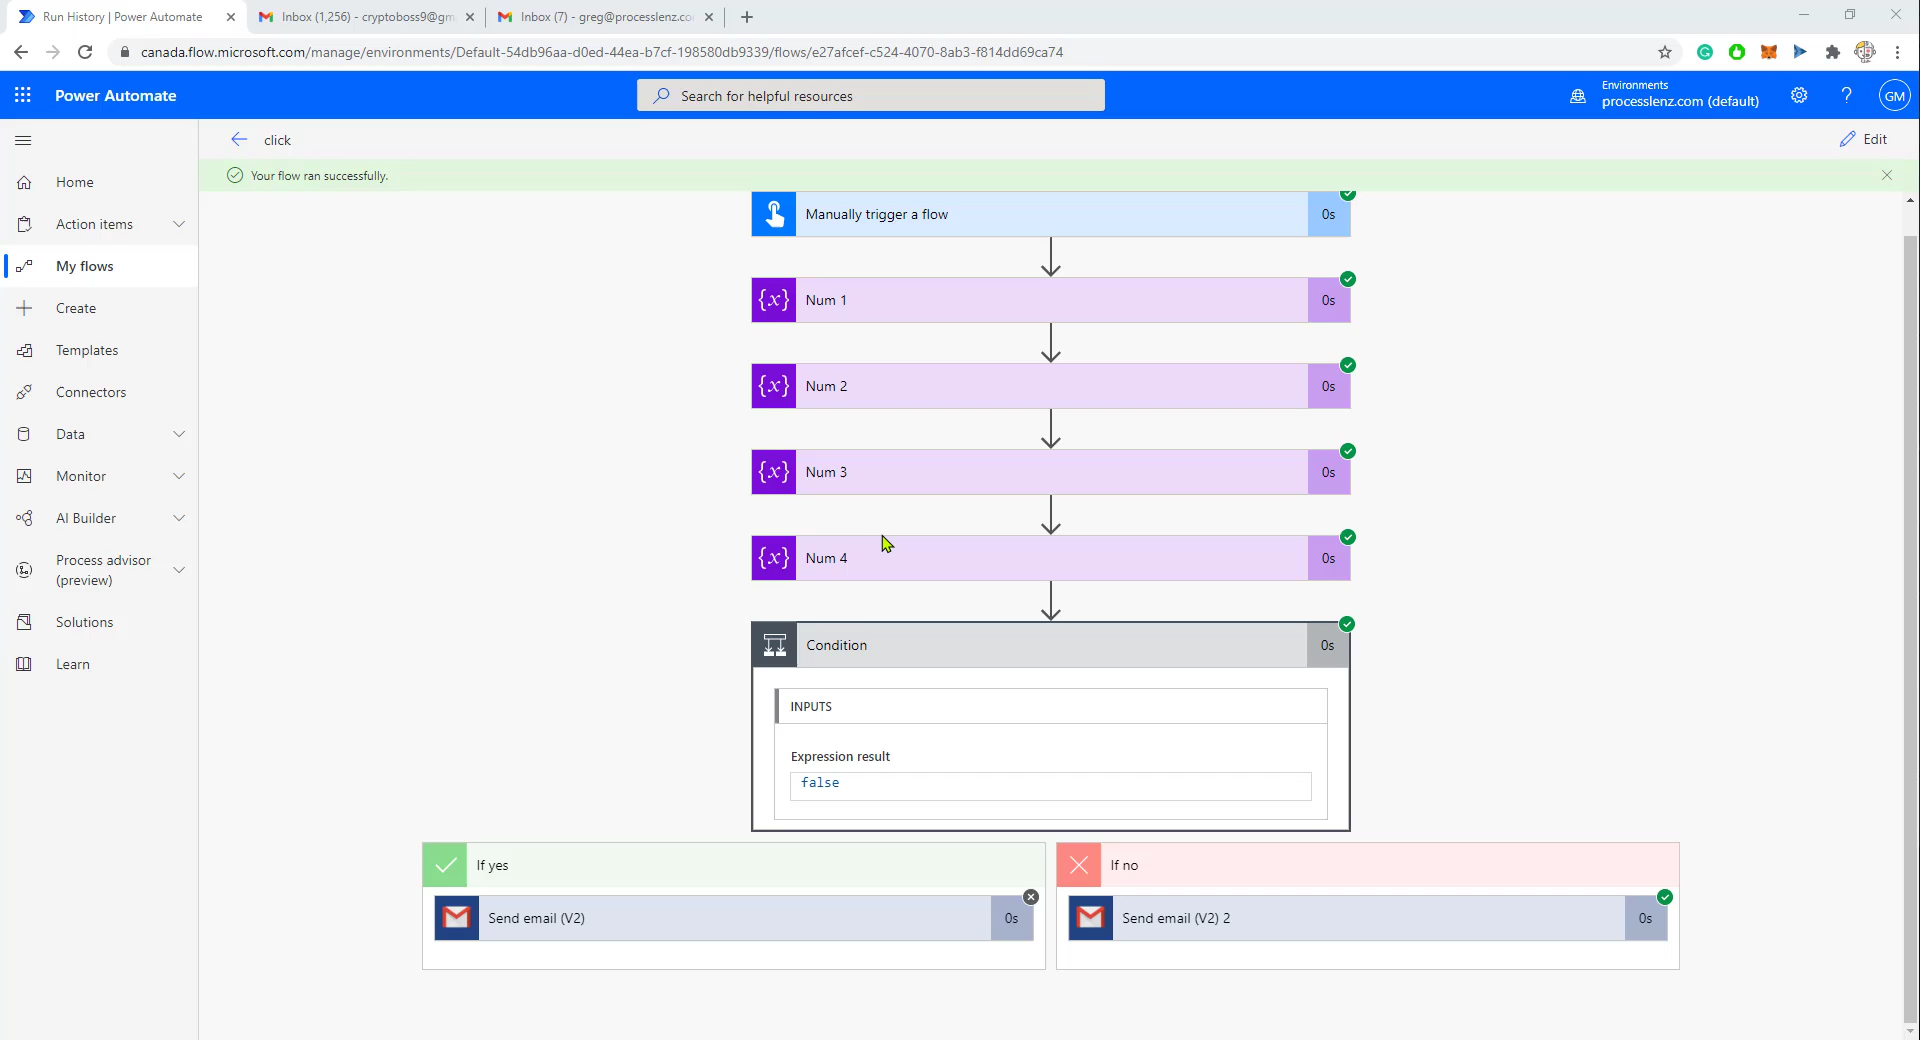 Run History | Power Automate
Inbox (1,256) - cryptoboss9@gm
Inbox (7) - greg@processlenz.co
canada.flow.microsoft.com/manage/environments/Default-54db96aa-d0ed-44ea-b7cf-198580db9339/flows/e27afcef-c524-4070-8ab3-f814dd69ca74
Power Automate
Search for helpful resources
Environments
processlenz.com (default)
?
GM
click
Edit
Your flow ran successfully.
Home
Action items
My flows
Create
Templates
Connectors
Data
Monitor
AI Builder
Process advisor
(preview)
Solutions
Learn
Manually trigger a flow
0s
{x}
Num 1
0s
{x}
Num 2
0s
{x}
Num 3
0s
{x}
Num 4
0s
Condition
0s
INPUTS
Expression result
false
If yes
Send email (V2)
0s
If no
Send email (V2) 2
0s